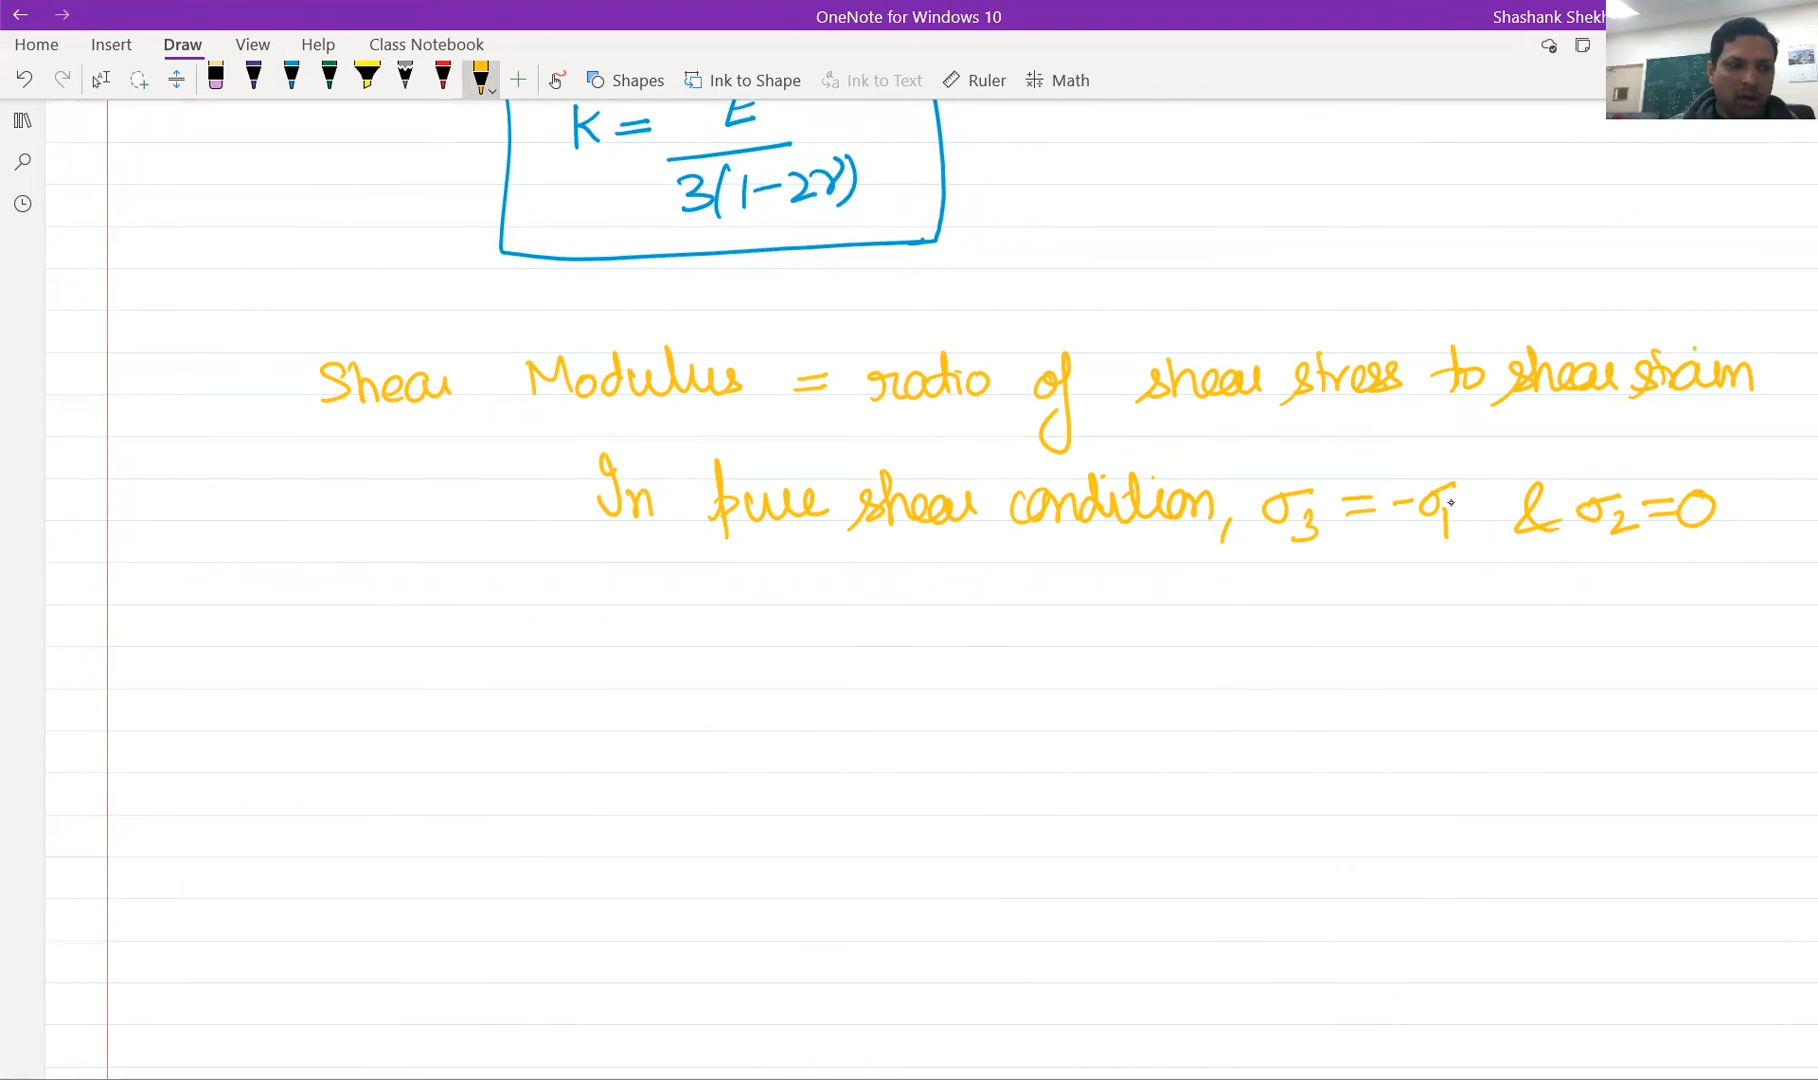 OneNote for Windows 10
Shashank Shekh
Home Insert Draw View Help Class Notebook
Shapes Ink to Shape Ink to Text Ruler Math
K = E
3(1-2ν)
Shear Modulus = ratio of shear stress to shear strain
In pure shear condition, σ₃ = -σ₁ & σ₂=0